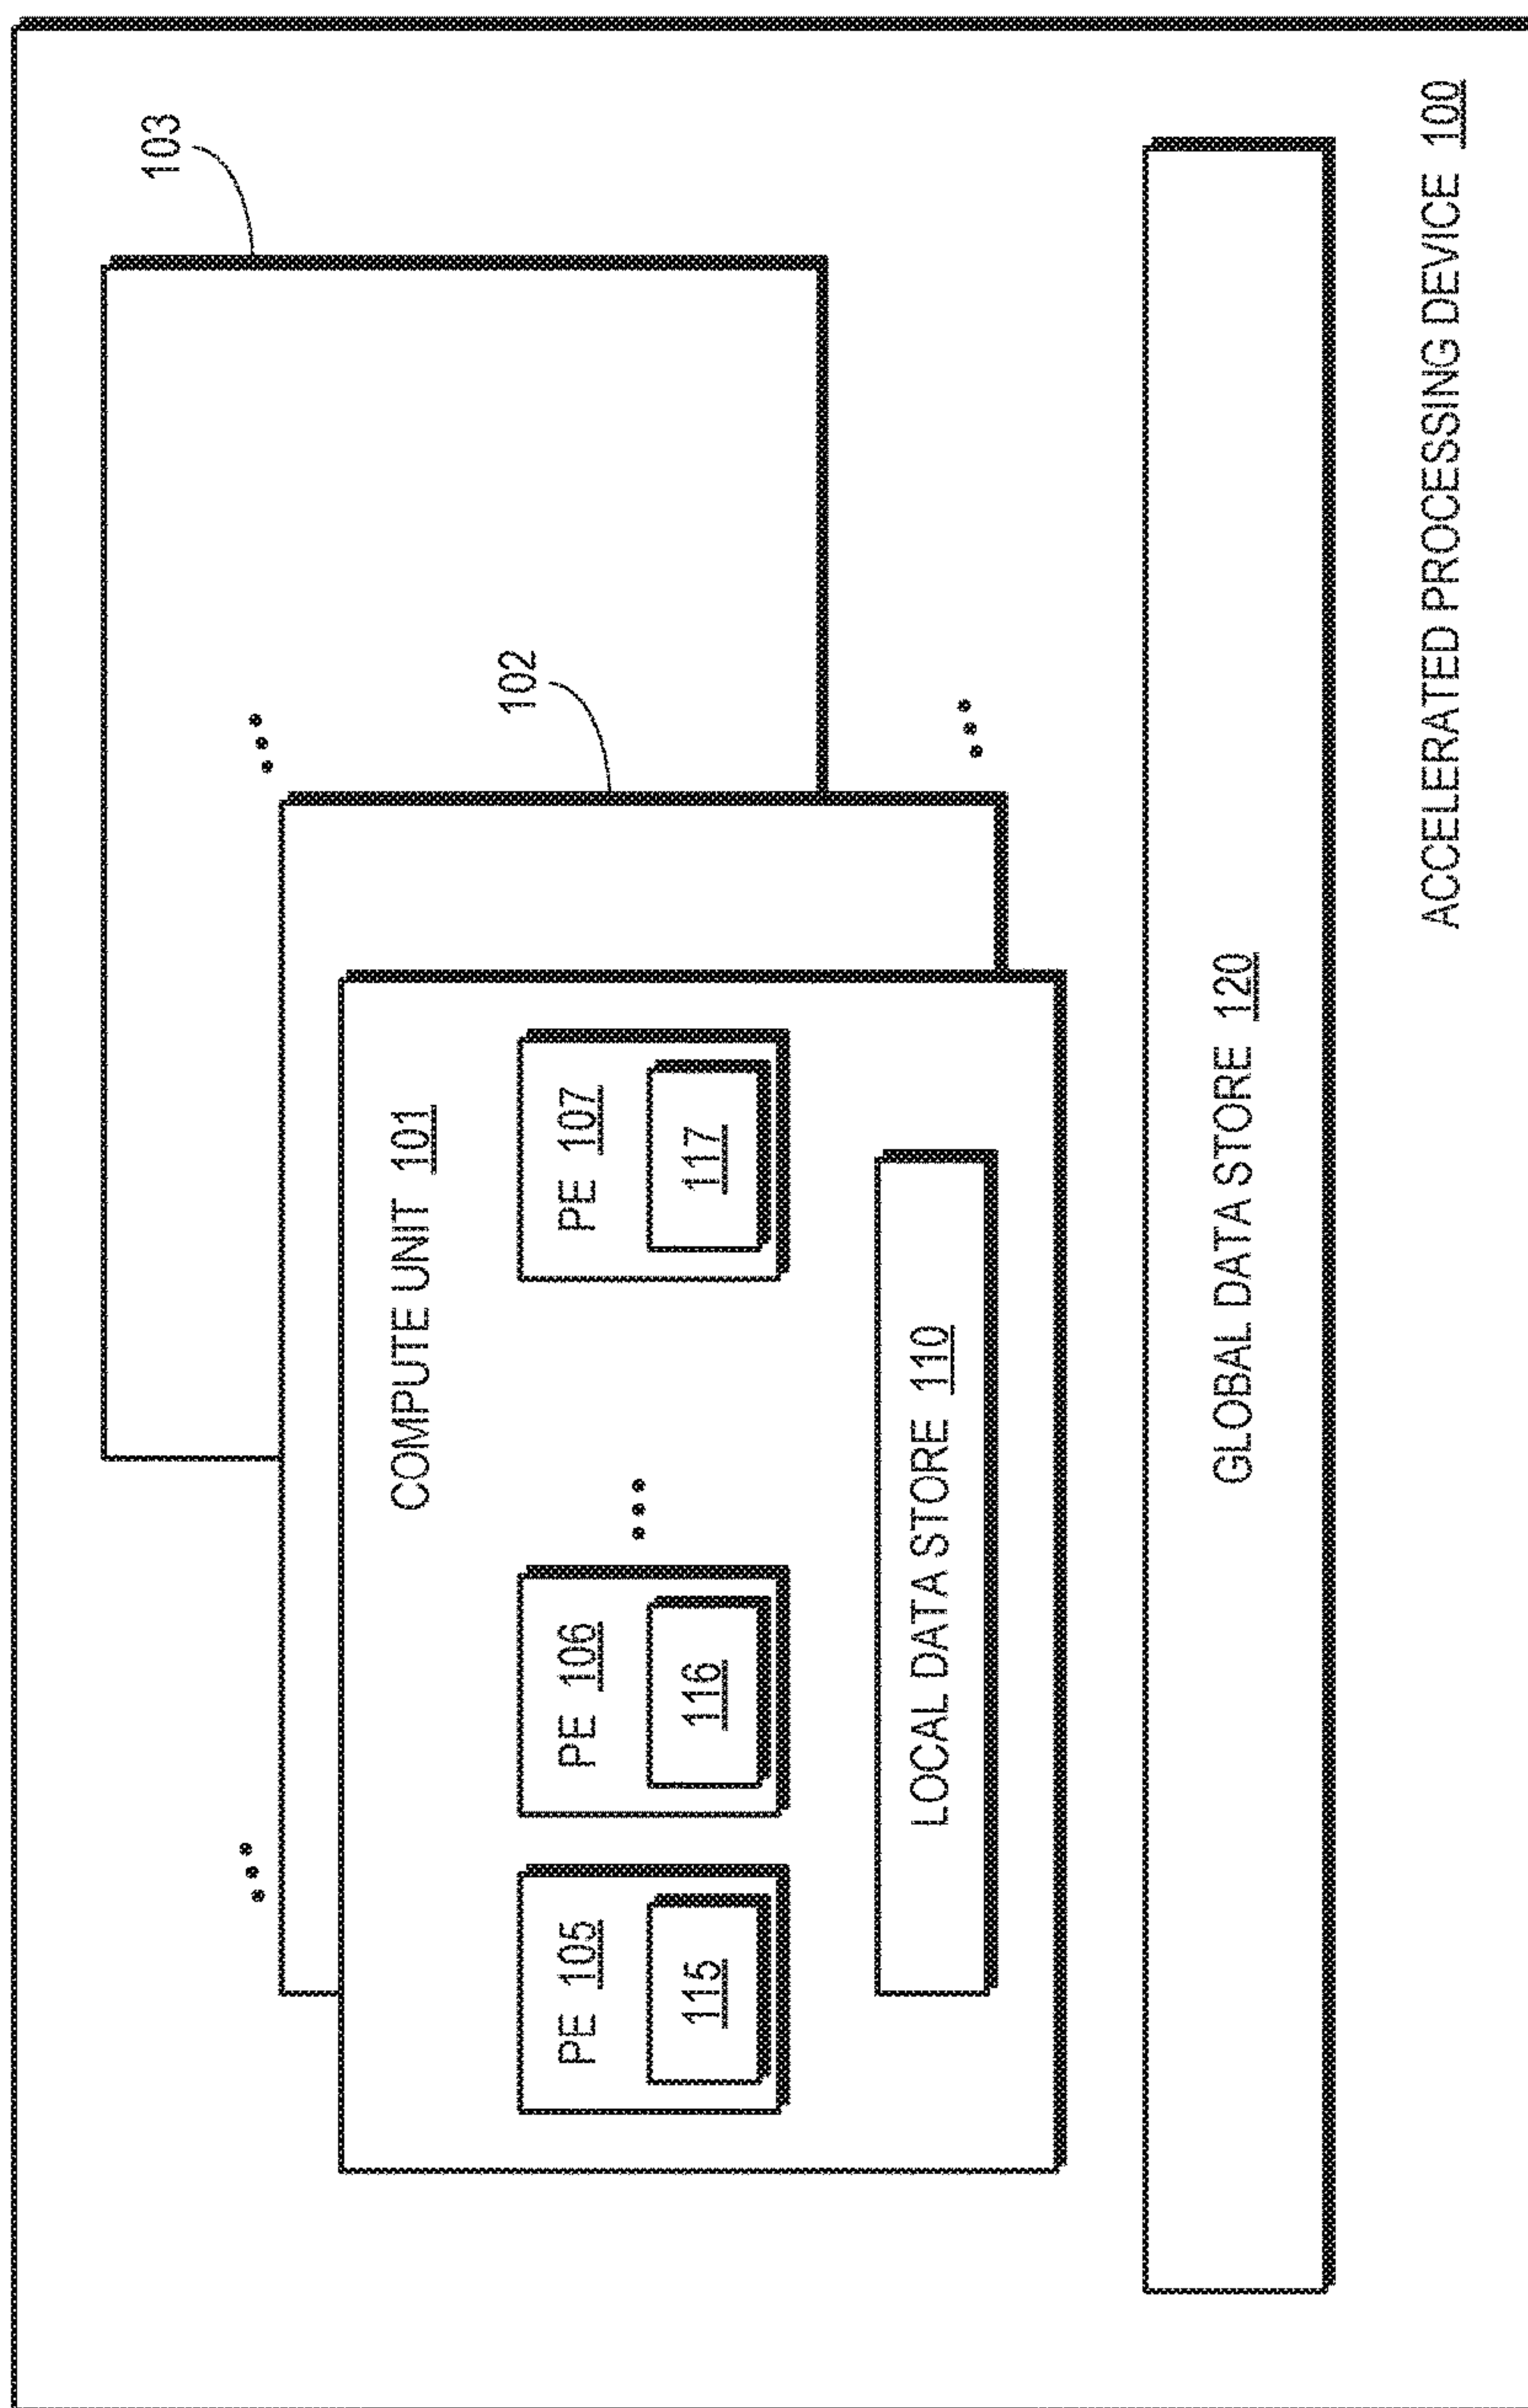 103
102
COMPUTE UNIT 101
PE 105
PE 106
PE 107
115
116
117
LOCAL DATA STORE 110
GLOBAL DATA STORE 120
ACCELERATED PROCESSING DEVICE 100